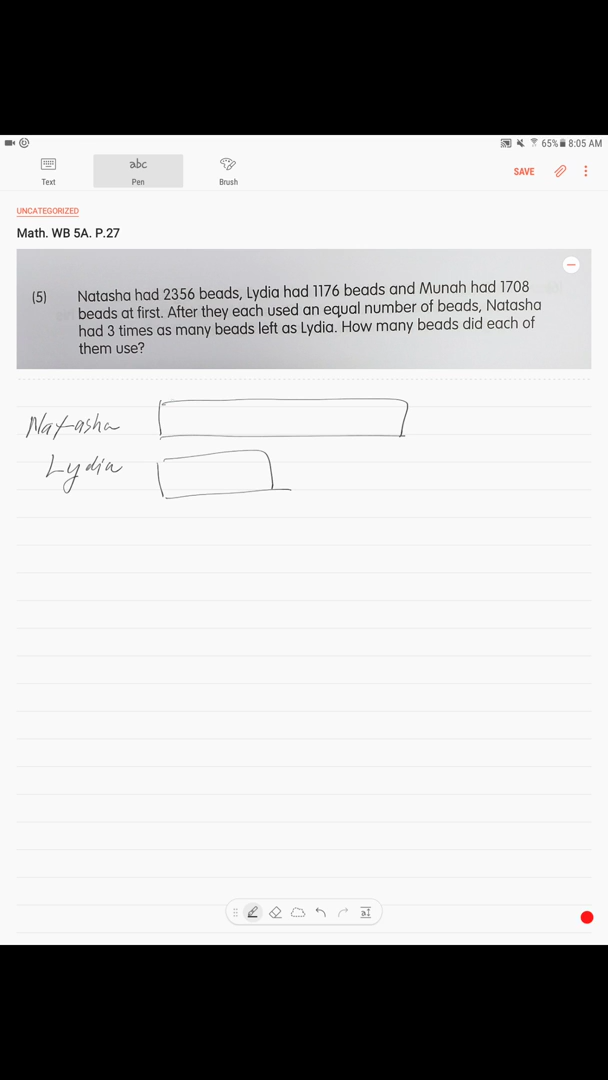 65% 8:05 AM
Text
abc
Pen
Brush
SAVE
UNCATEGORIZED
Math. WB 5A. P.27
(5) Natasha had 2356 beads, Lydia had 1176 beads and Munah had 1708
beads at first. After they each used an equal number of beads, Natasha
had 3 times as many beads left as Lydia. How many beads did each of
them use?
Natasha
Lydia